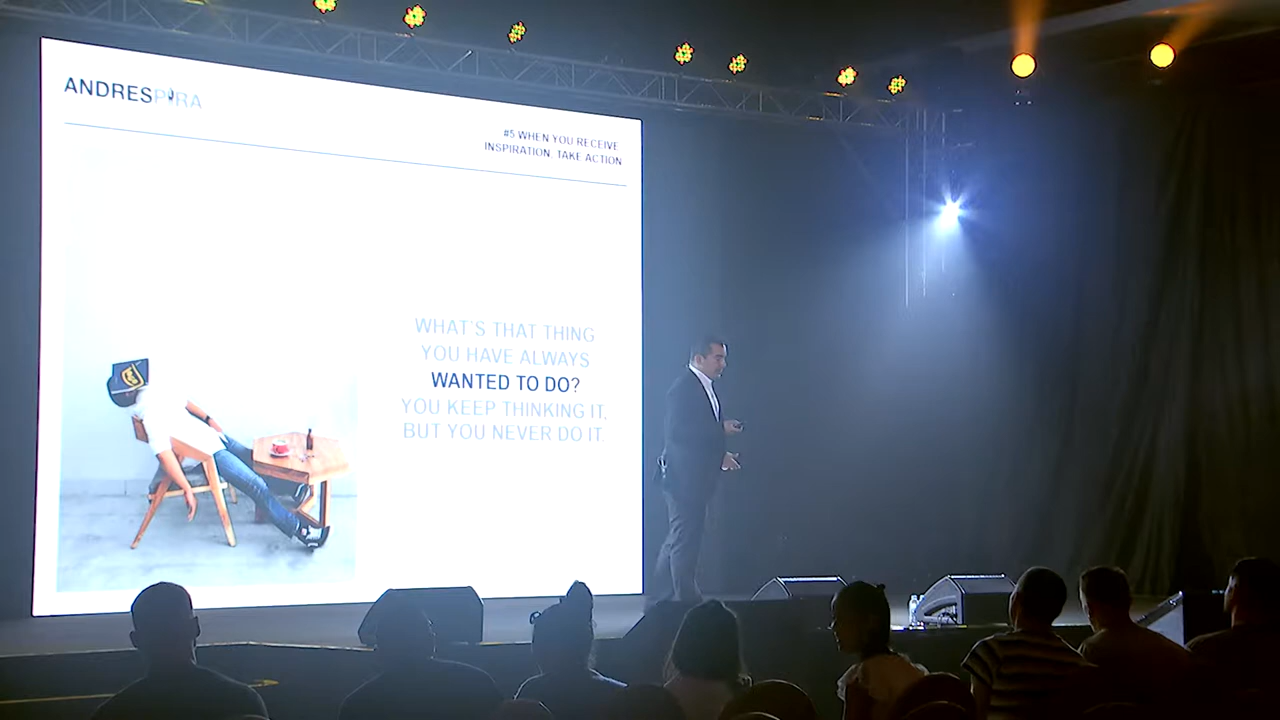 ANDRESPIRA
#5 WHEN YOU RECEIVE
INSPIRATION, TAKE ACTION
WHAT'S THAT THING
YOU HAVE ALWAYS
WANTED TO DO?
YOU KEEP THINKING IT,
BUT YOU NEVER DO IT.